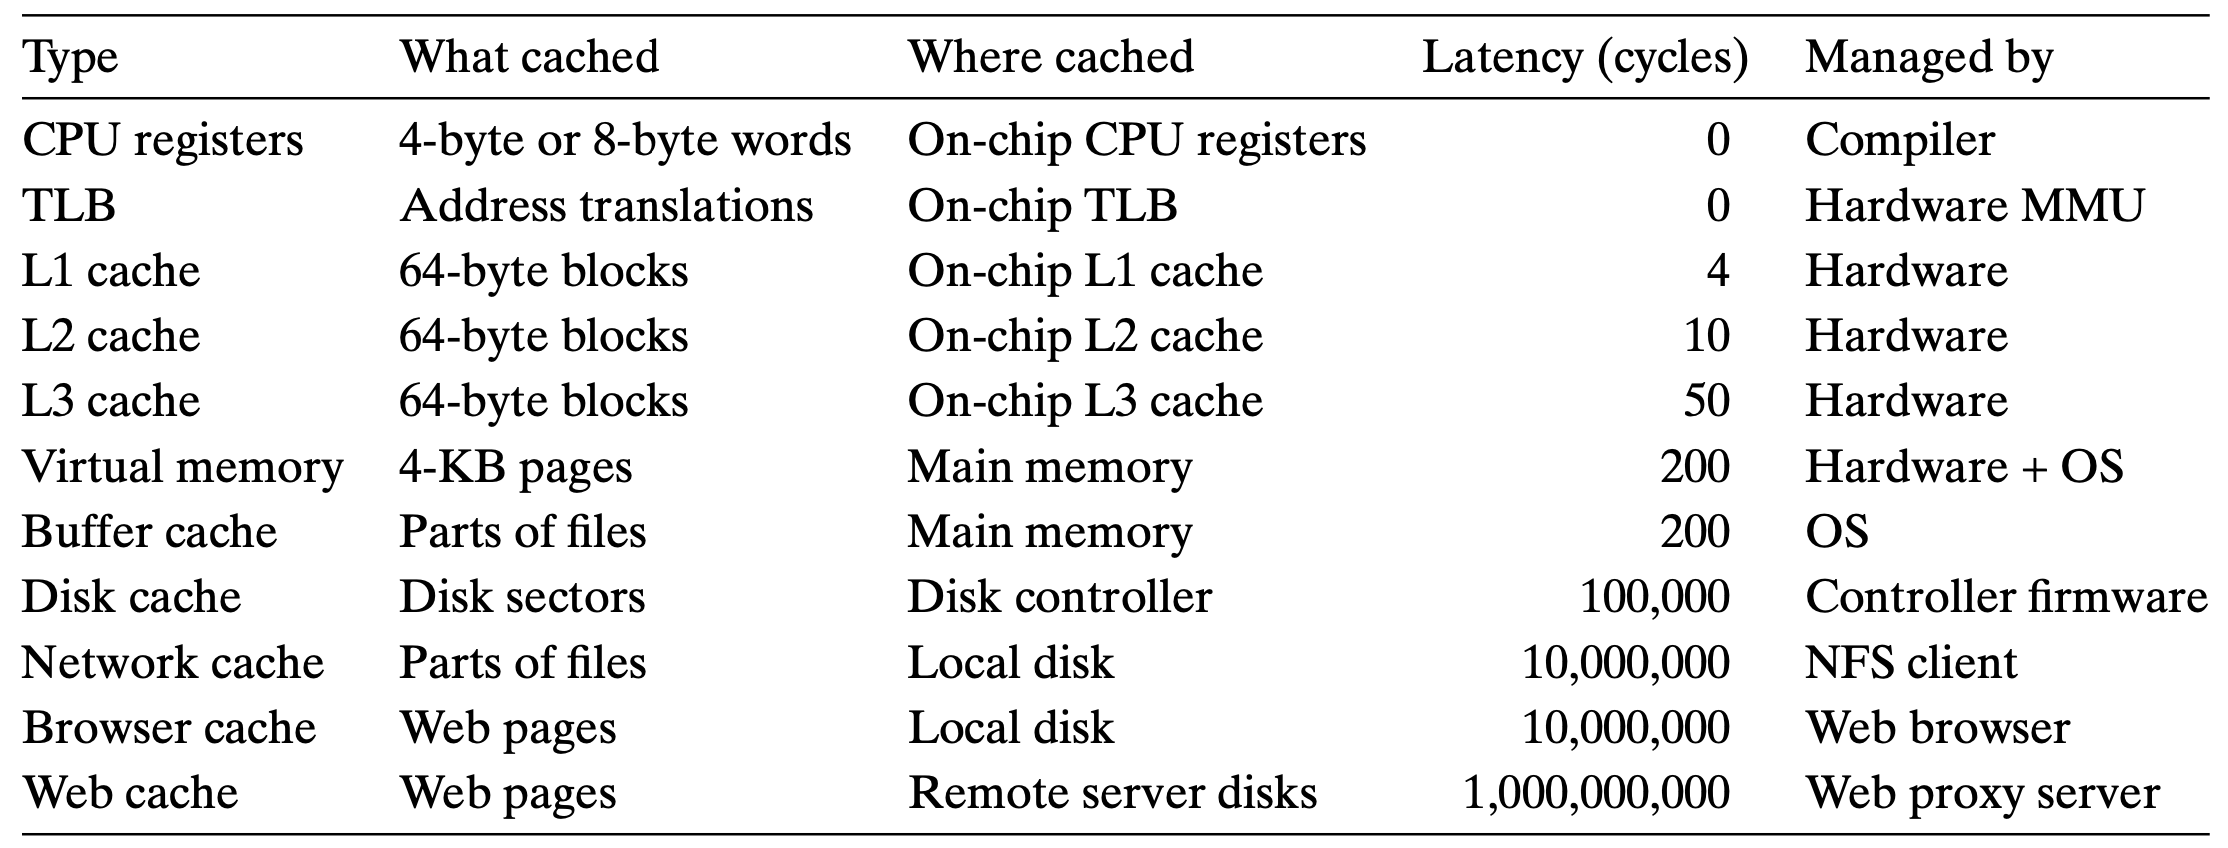 Type What cached Where cached Latency (cycles) Managed by
CPU registers 4-byte or 8-byte words On-chip CPU registers 0 Compiler
TLB Address translations On-chip TLB 0 Hardware MMU
L1 cache 64-byte blocks On-chip L1 cache 4 Hardware
L2 cache 64-byte blocks On-chip L2 cache 10 Hardware
L3 cache 64-byte blocks On-chip L3 cache 50 Hardware
Virtual memory 4-KB pages Main memory 200 Hardware + OS
Buffer cache Parts of files Main memory 200 OS
Disk cache Disk sectors Disk controller 100,000 Controller firmware
Network cache Parts of files Local disk 10,000,000 NFS client
Browser cache Web pages Local disk 10,000,000 Web browser
Web cache Web pages Remote server disks 1,000,000,000 Web proxy server